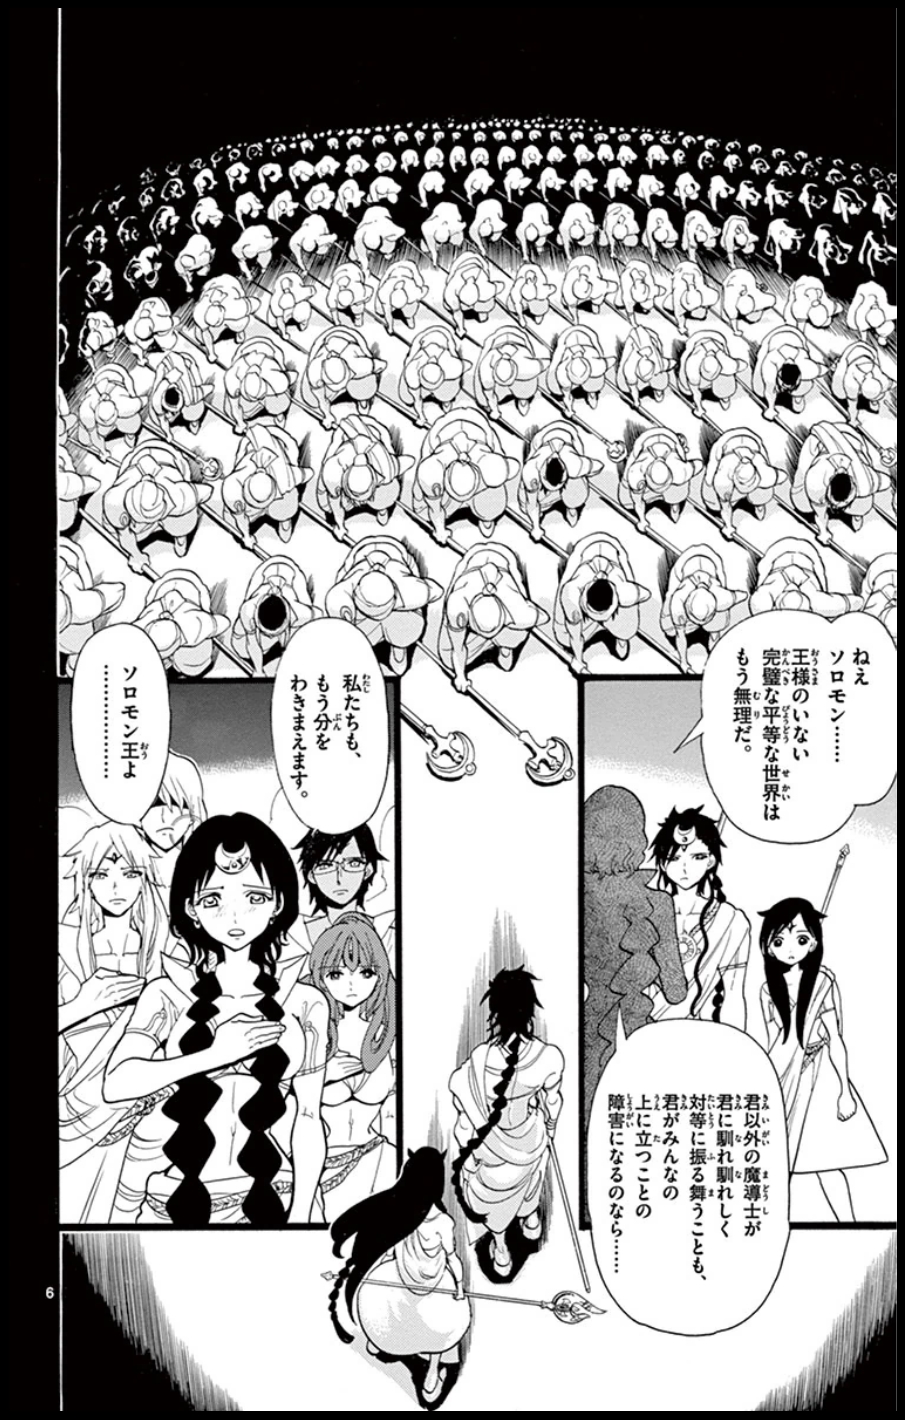 ねえ
ソロモン……
王様のいない
完璧な平等な世界は
もう無理だ。
君以外の魔導士が
君に馴れ馴れしく
対等に振る舞うことも、
君がみんなの
上に立つことの
障害になるのなら……
私たちも、
もう分を
わきまえます。
ソロモン王よ
……………
6